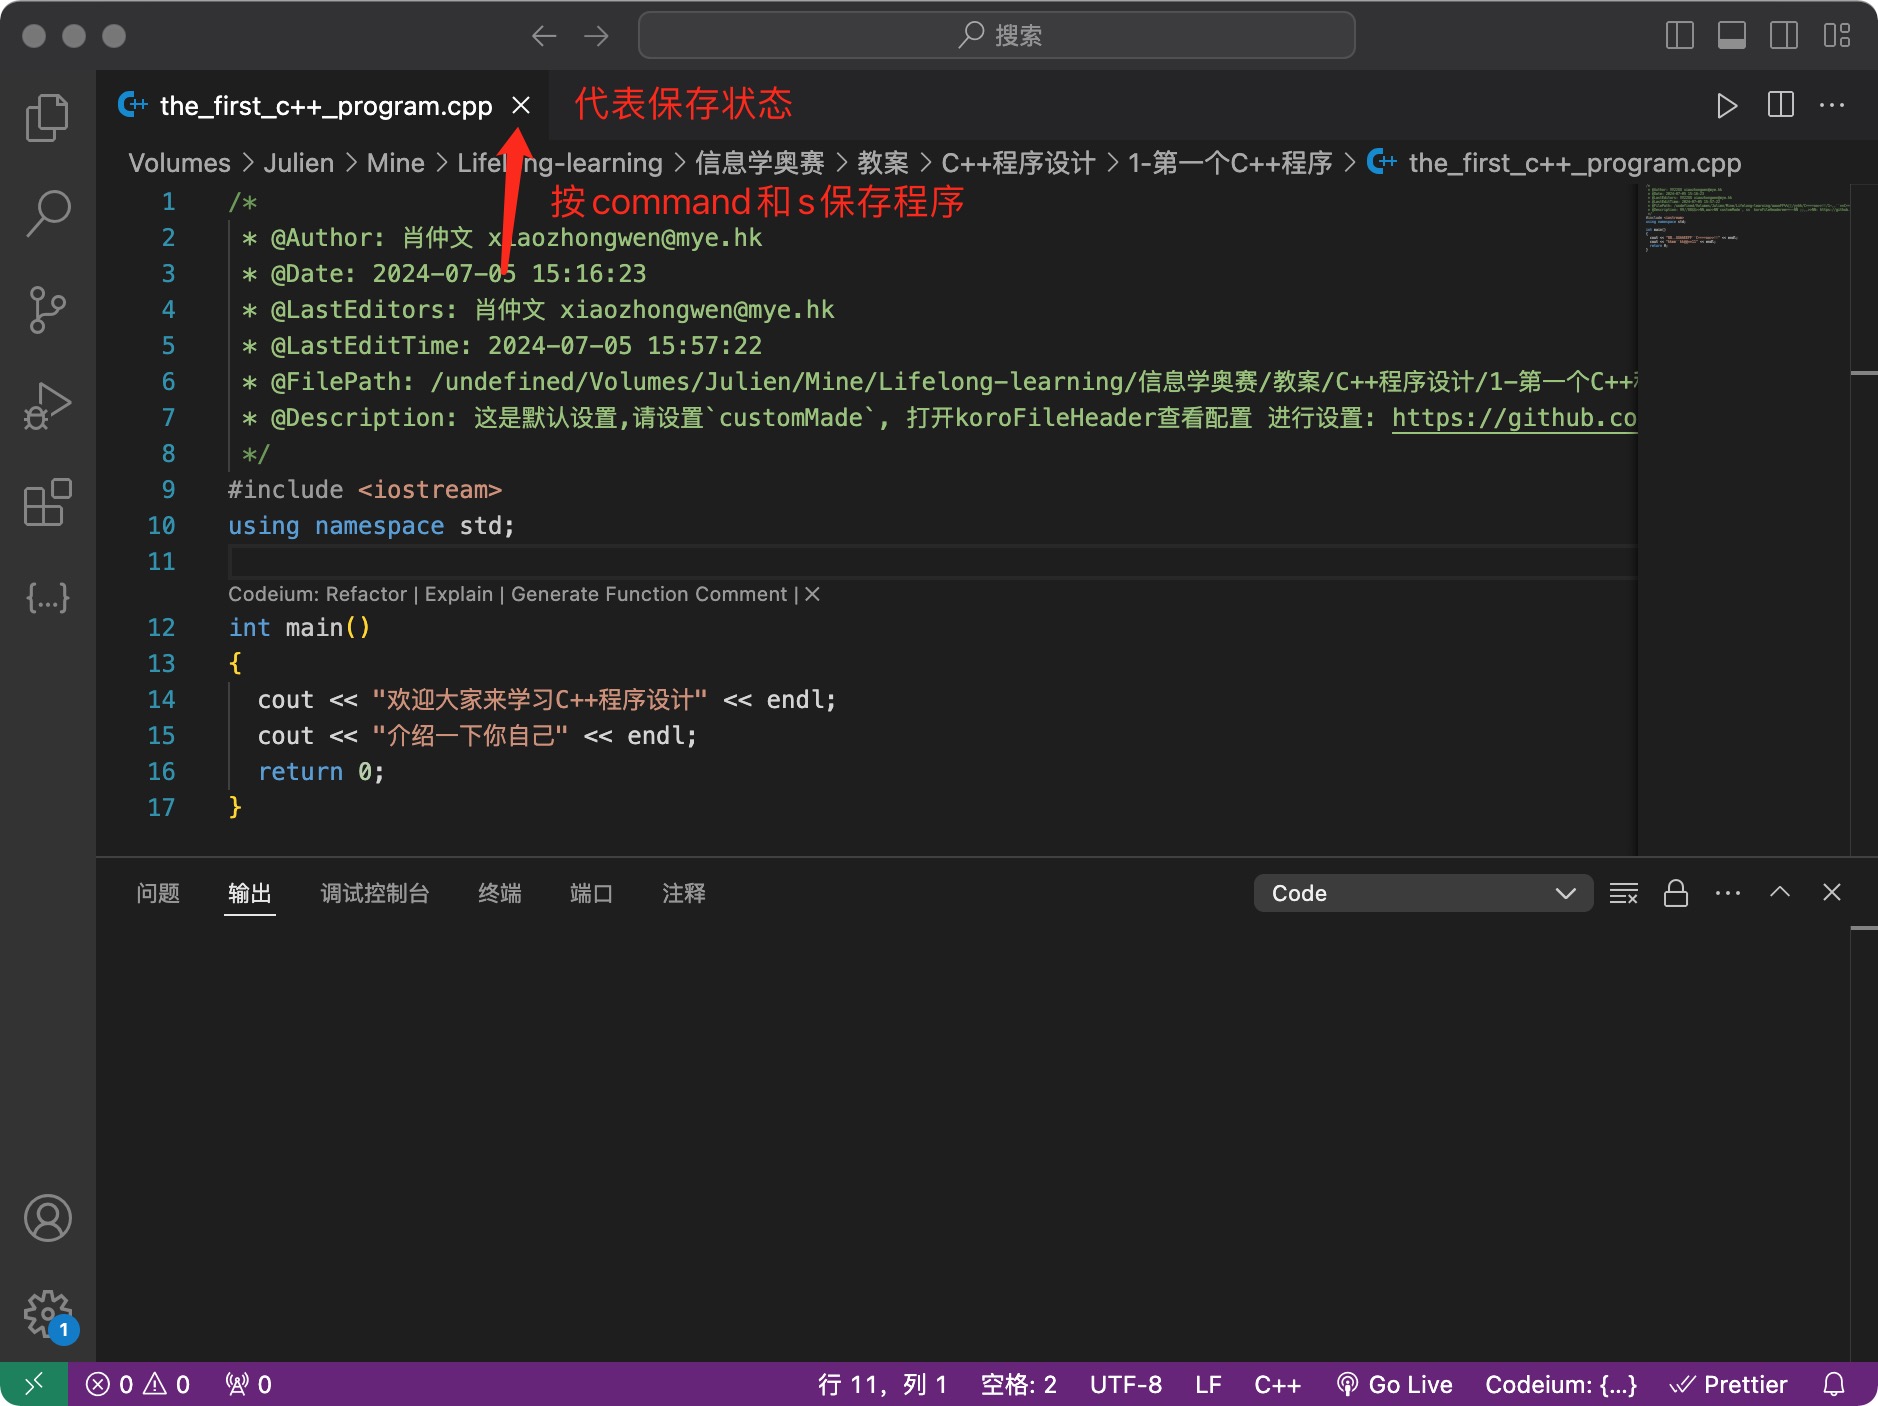 搜索
the_first_c++_program.cpp
代表保存状态
Volumes > Julien > Mine > Lifelong-learning > 信息学奥赛 > 教案 > C++程序设计 > 1-第一个C++程序 > the_first_c++_program.cpp
按command和s保存程序
1 /*
2 * @Author: 肖仲文 xiaozhongwen@mye.hk
3 * @Date: 2024-07-05 15:16:23
4 * @LastEditors: 肖仲文 xiaozhongwen@mye.hk
5 * @LastEditTime: 2024-07-05 15:57:22
6 * @FilePath: /undefined/Volumes/Julien/Mine/Lifelong-learning/信息学奥赛/教案/C++程序设计/1-第一个C++
7 * @Description: 这是默认设置,请设置`customMade`, 打开koroFileHeader查看配置 进行设置: https://github.co
8 */
9 #include <iostream>
10 using namespace std;
11
Codeium: Refactor | Explain | Generate Function Comment | ×
12 int main()
13 {
14 cout << "欢迎大家来学习C++程序设计" << endl;
15 cout << "介绍一下你自己" << endl;
16 return 0;
17 }
问题 输出 调试控制台 终端 端口 注释 Code
1
0 0 0 行 11，列 1 空格: 2 UTF-8 LF C++ Go Live Codeium: {...} Prettier